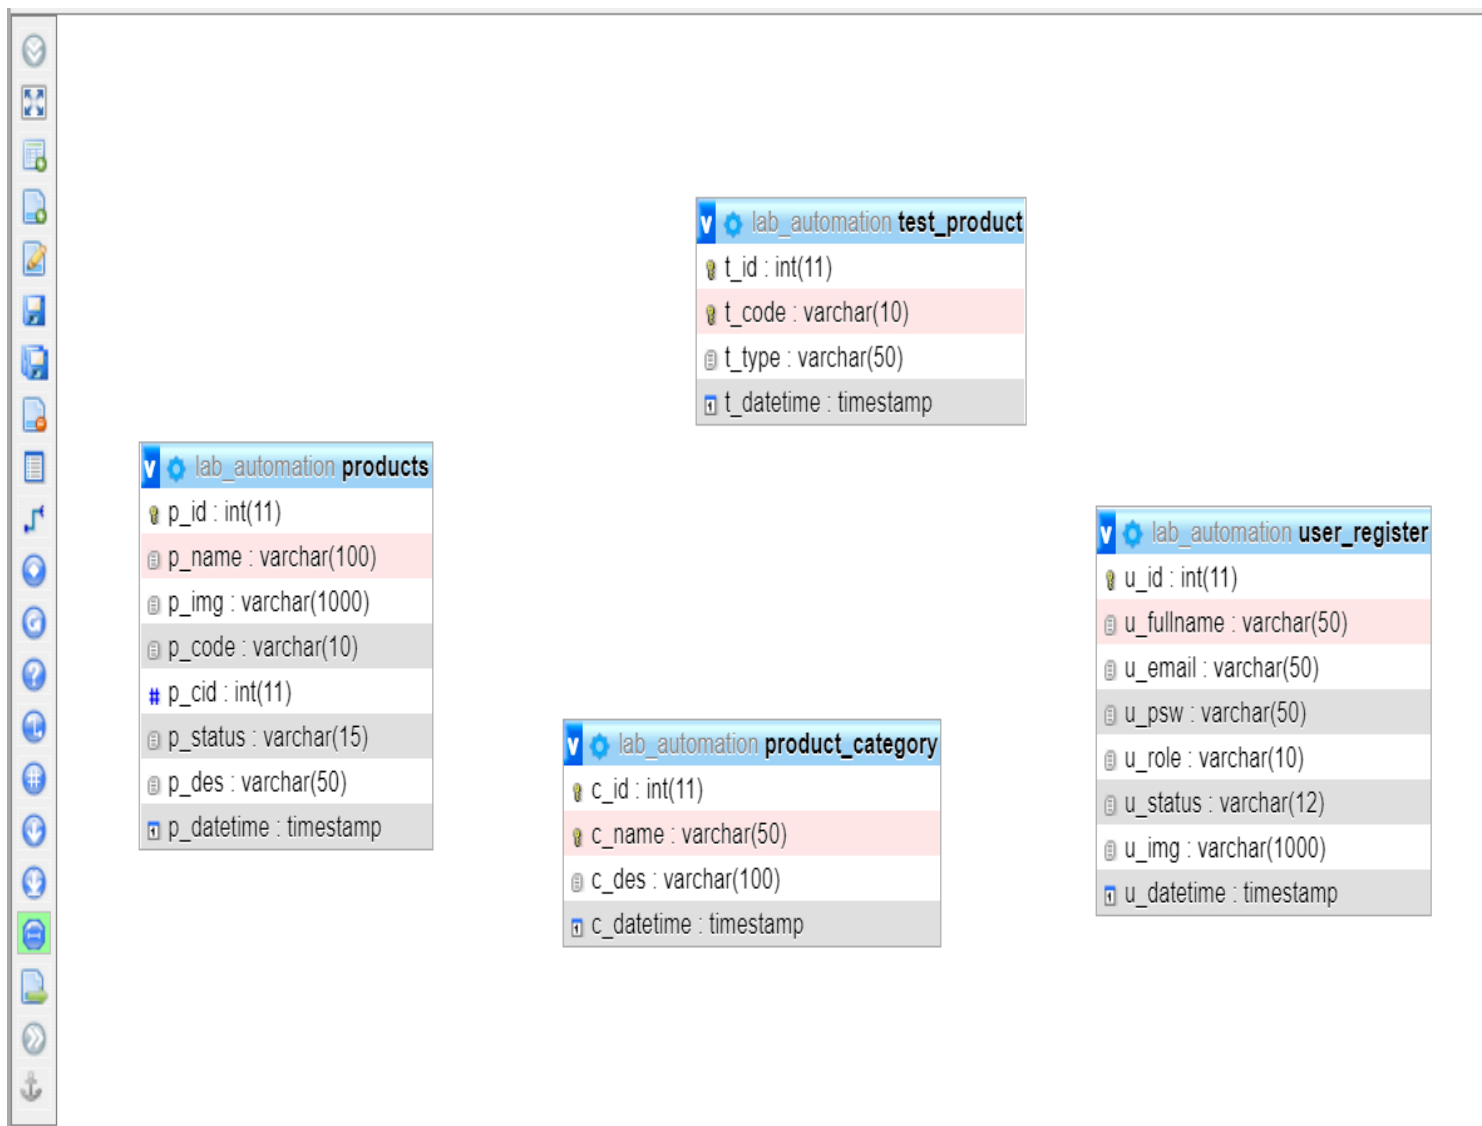 v lab_automation test_product
t_id : int(11)
t_code : varchar(10)
t_type : varchar(50)
t_datetime : timestamp
v lab_automation products
p_id : int(11)
p_name : varchar(100)
p_img : varchar(1000)
p_code : varchar(10)
# p_cid : int(11)
p_status : varchar(15)
p_des : varchar(50)
p_datetime : timestamp
v lab_automation product_category
c_id : int(11)
c_name : varchar(50)
c_des : varchar(100)
c_datetime : timestamp
v lab_automation user_register
u_id : int(11)
u_fullname : varchar(50)
u_email : varchar(50)
u_psw : varchar(50)
u_role : varchar(10)
u_status : varchar(12)
u_img : varchar(1000)
u_datetime : timestamp